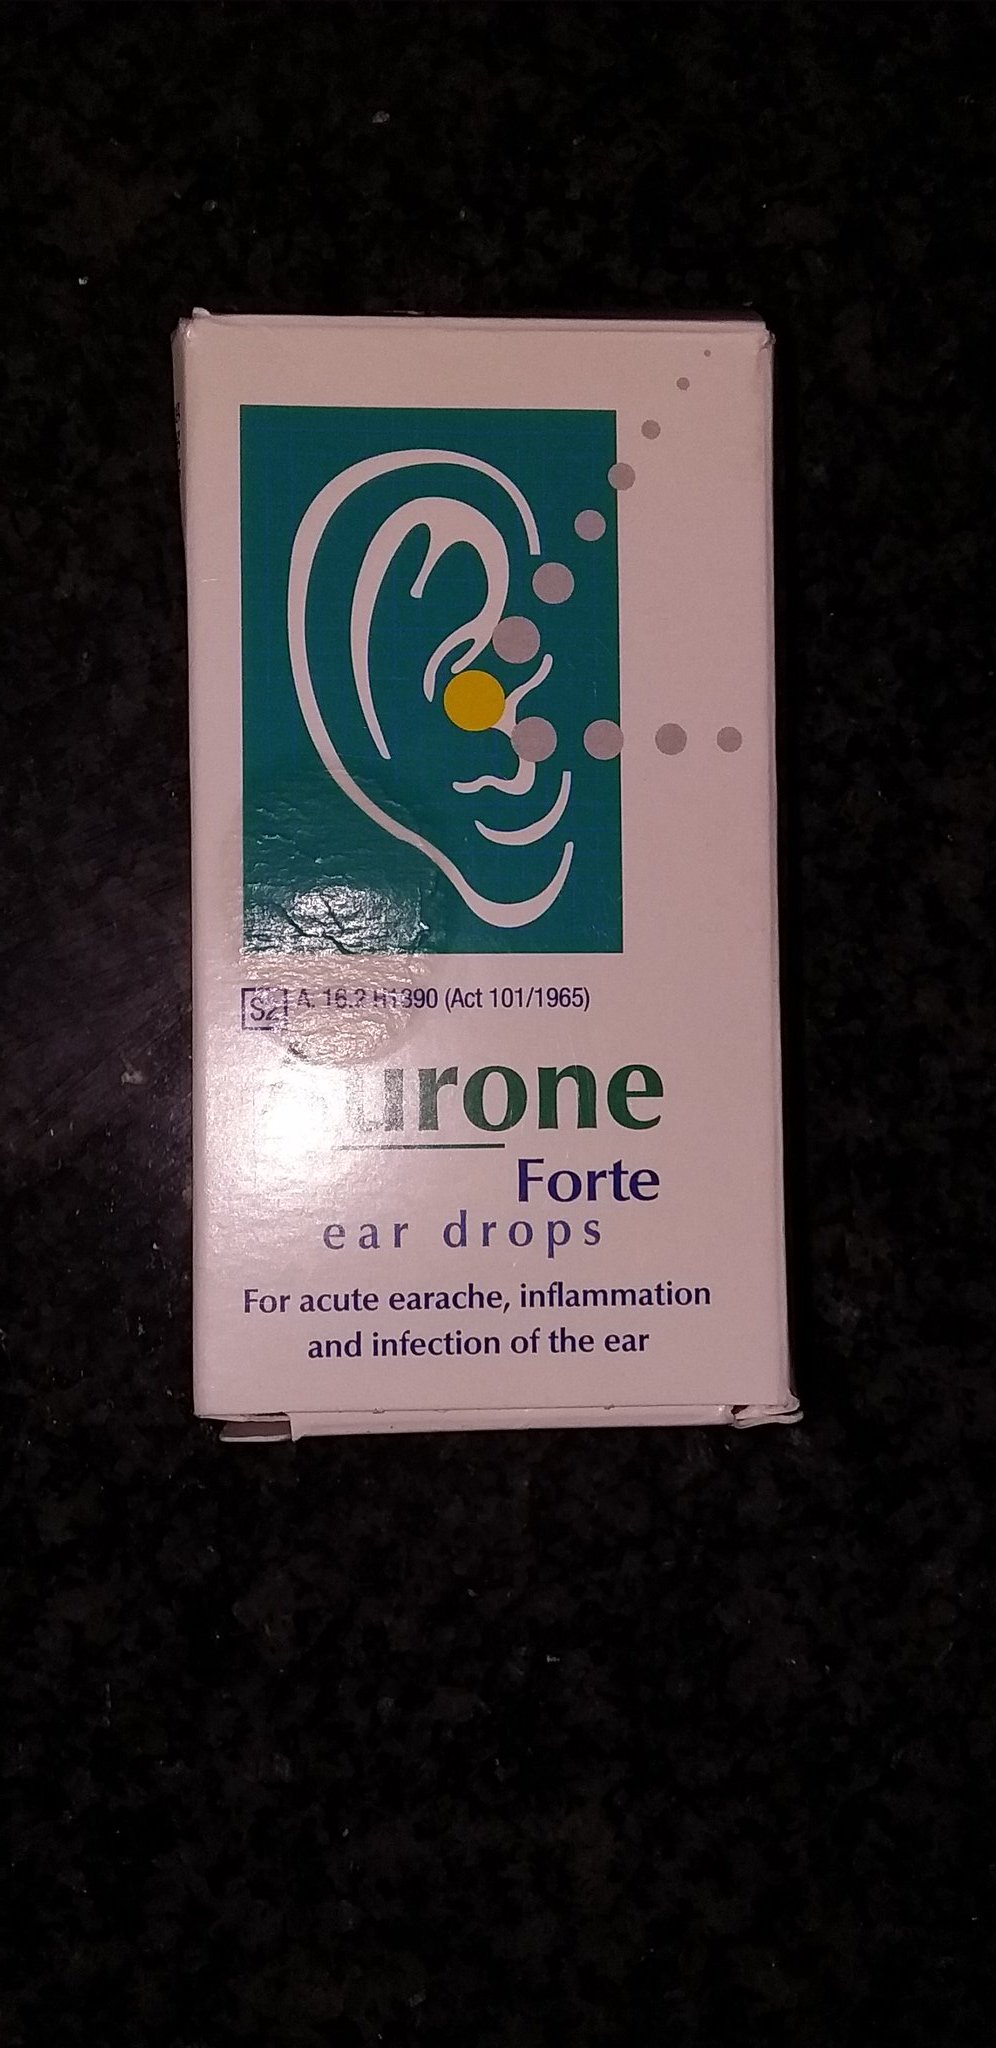 S2 A. 16.2 H1390 (Act 101/1965)
Forte
ear drops
For acute earache, inflammation
and infection of the ear